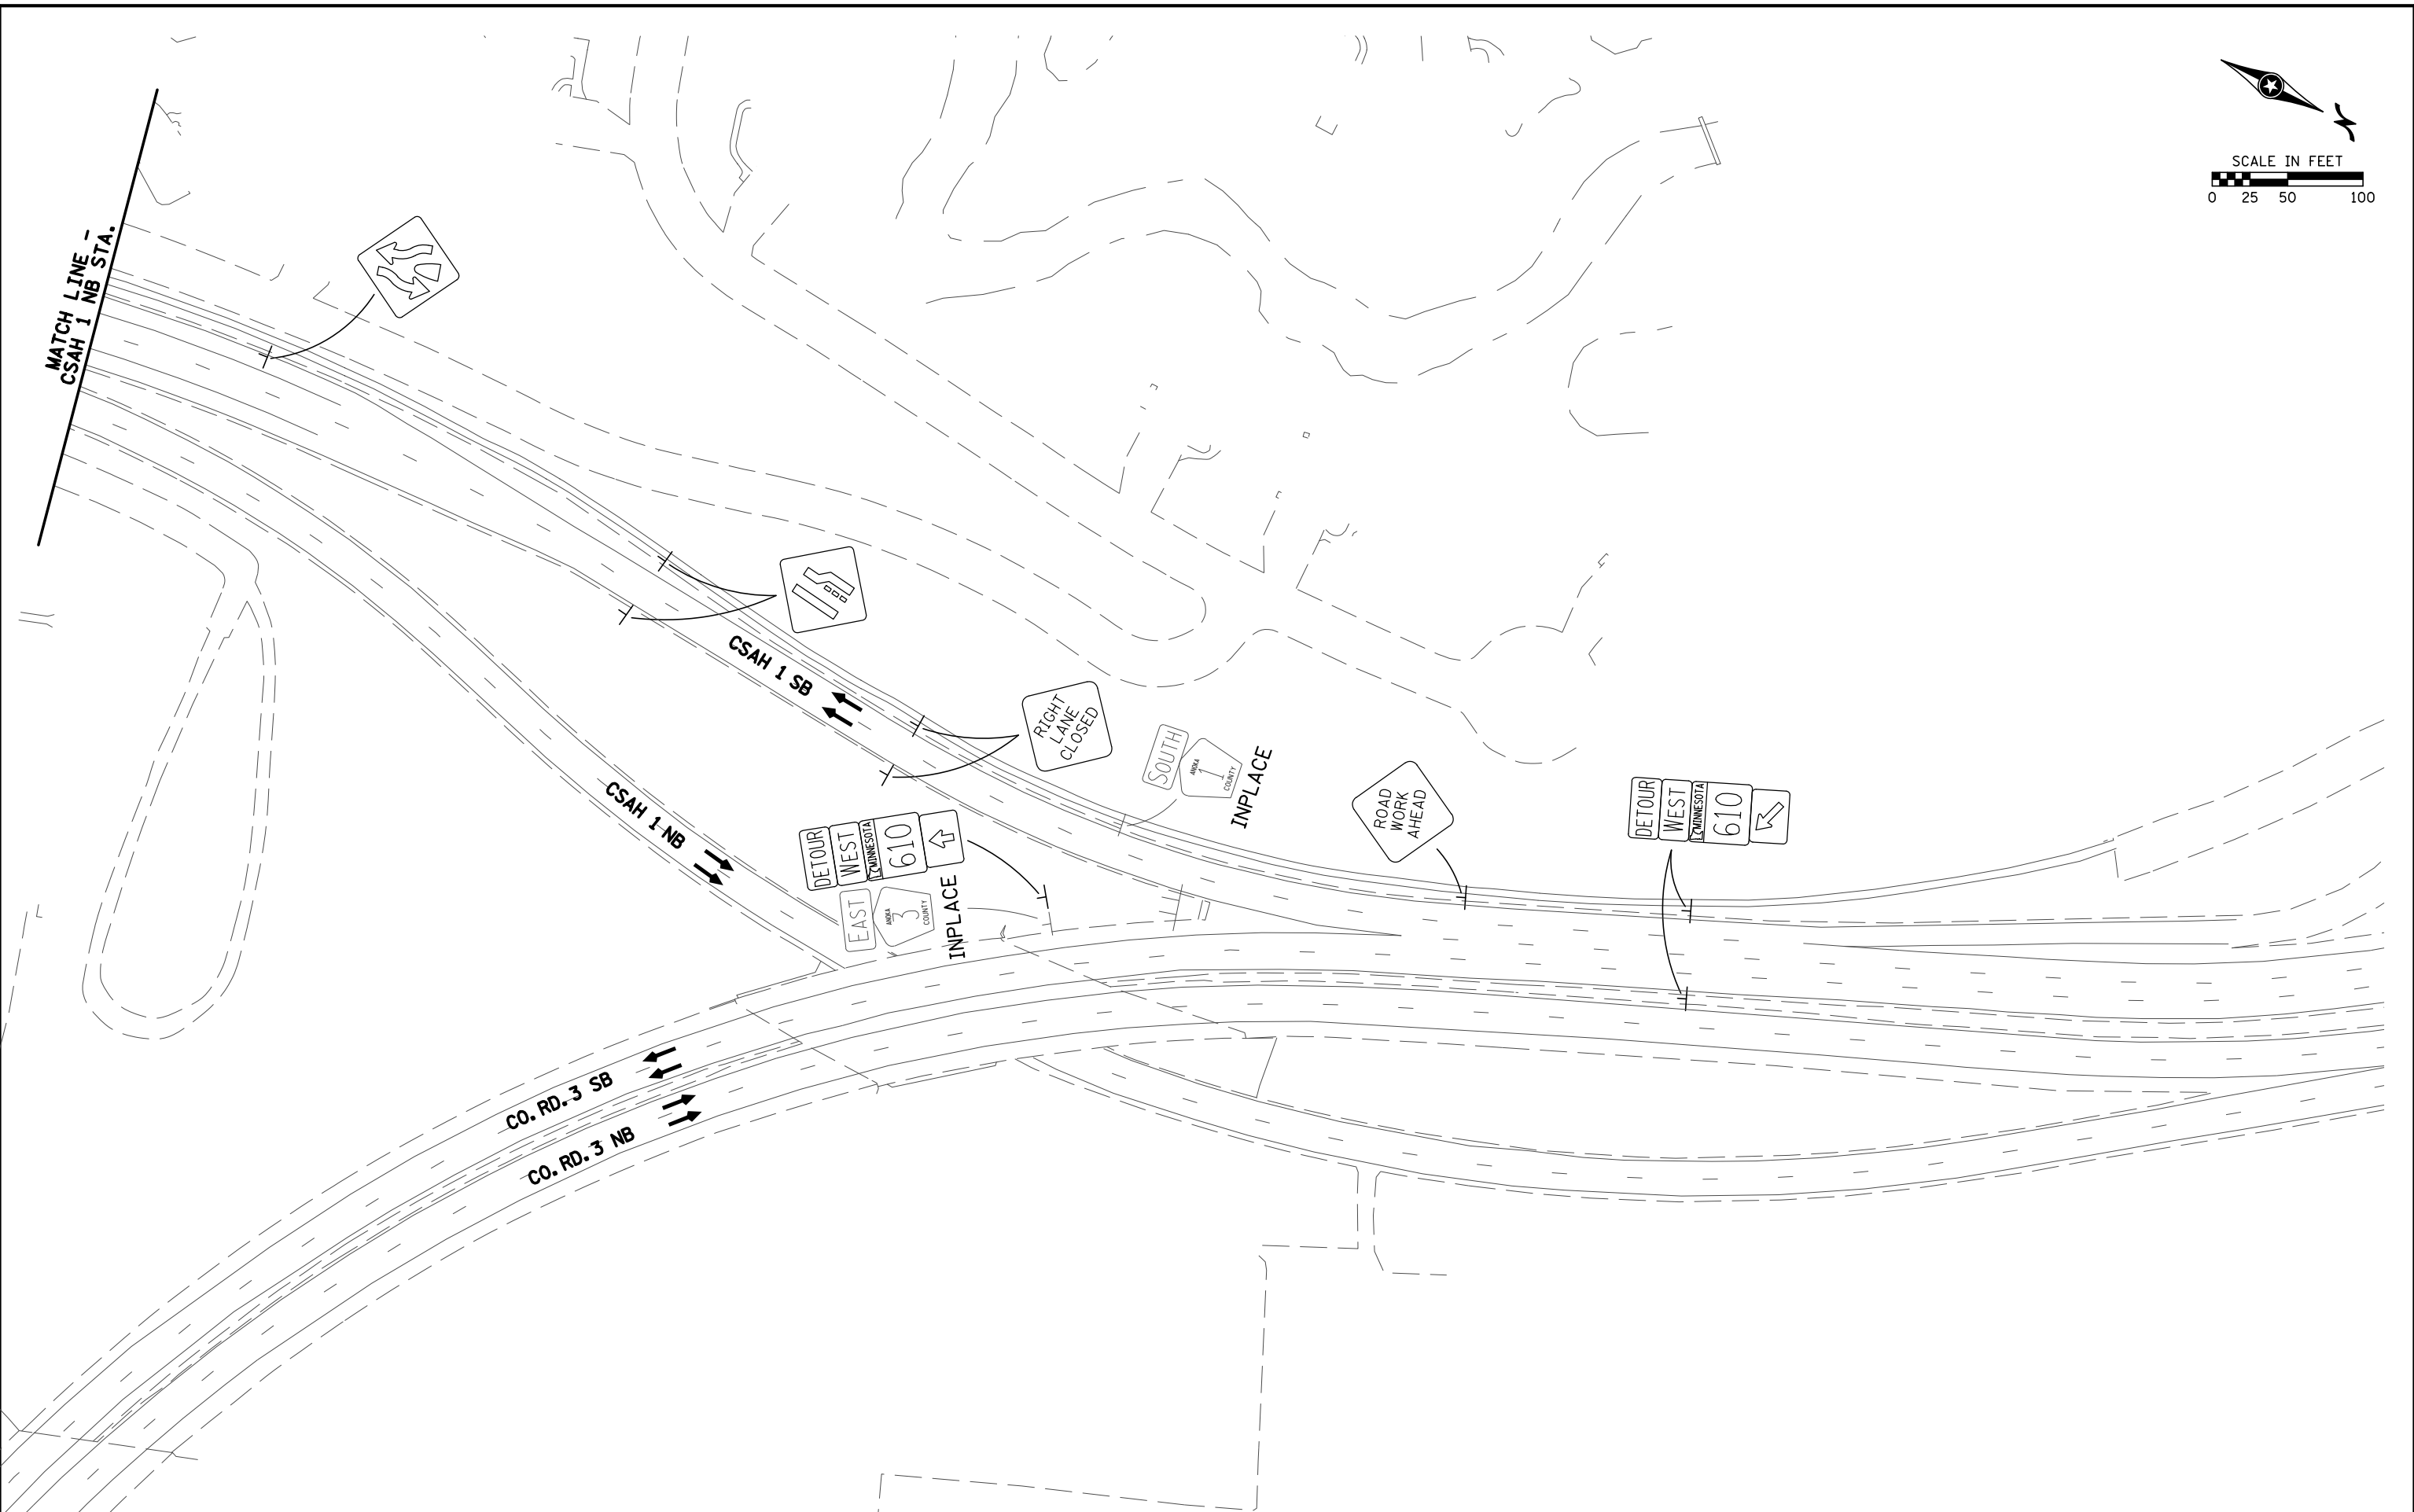 SCALE IN FEET
0 25 50 100
MATCH LINE -
CSAH 1 NB STA.
CSAH 1 SB
RIGHT
LANE
CLOSED
SOUTH
ANOKA
1
COUNTY
INPLACE
ROAD
WORK
AHEAD
DETOUR
WEST
MINNESOTA
610
CSAH 1 NB
DETOUR
WEST
MINNESOTA
610
EAST
ANOKA
3
COUNTY
INPLACE
CO. RD. 3 SB
CO. RD. 3 NB